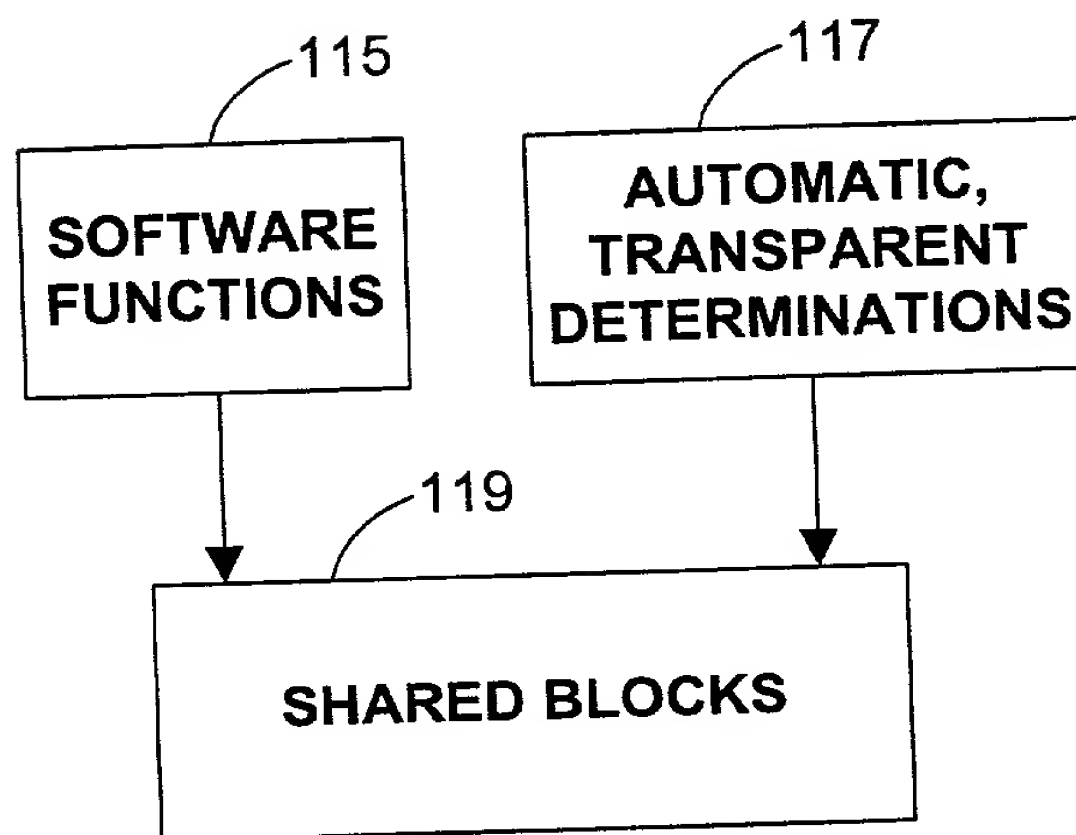 115
117
SOFTWARE
FUNCTIONS
AUTOMATIC,
TRANSPARENT
DETERMINATIONS
119
SHARED BLOCKS